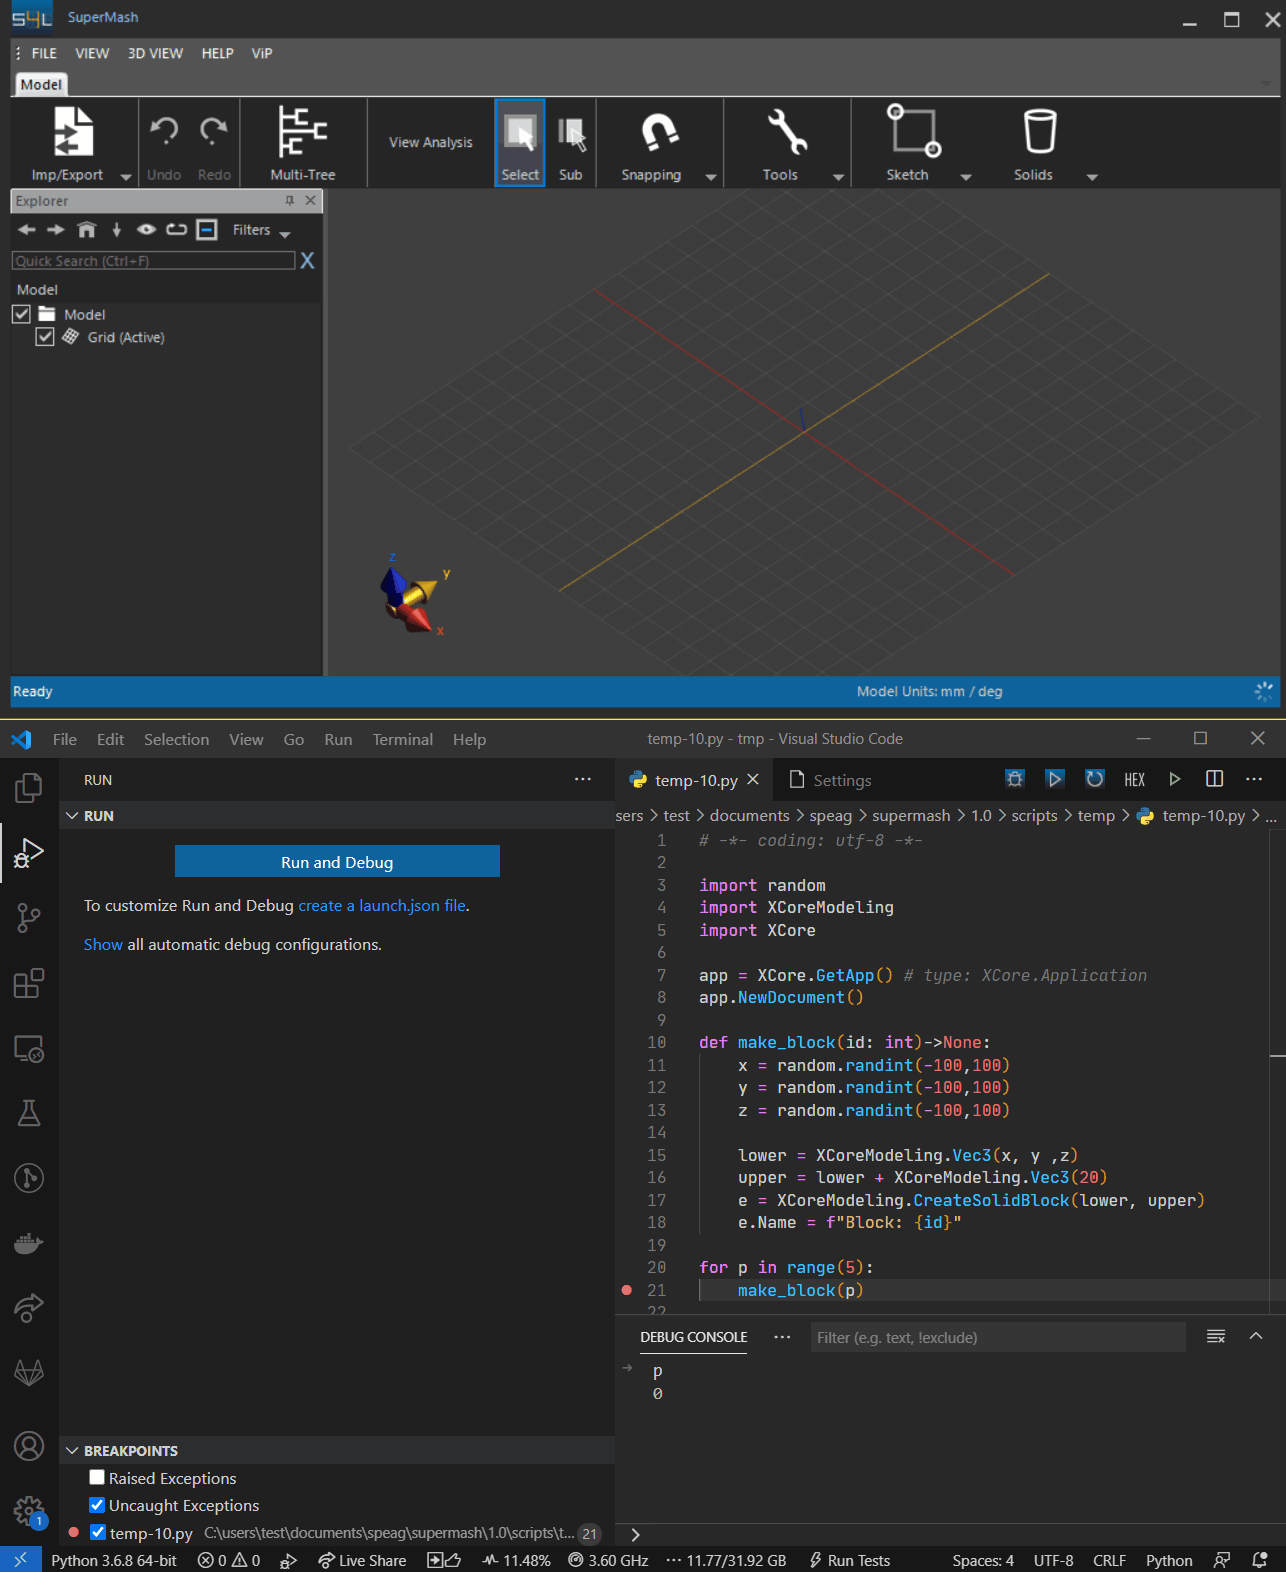 S4L SuperMash
FILE VIEW 3D VIEW HELP ViP
Model
Imp/Export Undo Redo Multi-Tree View Analysis Select Sub Snapping Tools Sketch Solids
Explorer
Filters
Quick Search (Ctrl+F) X
Model
Model
Grid (Active)
z
y
x
Ready Model Units: mm / deg
File Edit Selection View Go Run Terminal Help temp-10.py - tmp - Visual Studio Code
RUN ···
RUN
Run and Debug
To customize Run and Debug create a launch.json file.
Show all automatic debug configurations.
BREAKPOINTS
Raised Exceptions
Uncaught Exceptions
temp-10.py C:\users\test\documents\speag\supermash\1.0\scripts\t... 21
1
temp-10.py Settings HEX ···
sers > test > documents > speag > supermash > 1.0 > scripts > temp > temp-10.py > ...
1 # -*- coding: utf-8 -*-
2
3 import random
4 import XCoreModeling
5 import XCore
6
7 app = XCore.GetApp() # type: XCore.Application
8 app.NewDocument()
9
10 def make_block(id: int)->None:
11 x = random.randint(-100,100)
12 y = random.randint(-100,100)
13 z = random.randint(-100,100)
14
15 lower = XCoreModeling.Vec3(x, y ,z)
16 upper = lower + XCoreModeling.Vec3(20)
17 e = XCoreModeling.CreateSolidBlock(lower, upper)
18 e.Name = f"Block: {id}"
19
20 for p in range(5):
21 make_block(p)
22
DEBUG CONSOLE ··· Filter (e.g. text, !exclude)
p
0
>
Python 3.6.8 64-bit 0 0 Live Share 11.48% 3.60 GHz ··· 11.77/31.92 GB Run Tests Spaces: 4 UTF-8 CRLF Python